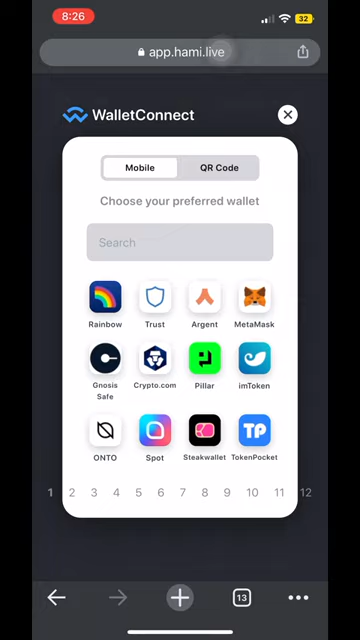 8:26
32
app.hami.live
WalletConnect
Mobile
QR Code
Choose your preferred wallet
Search
Rainbow
Trust
Argent
MetaMask
Gnosis
Safe
Crypto.com
Pillar
imToken
TP
ONTO
Spot
Steakwallet
TokenPocket
1 2 3 4 5 6 7 8 9 10 11 12
13